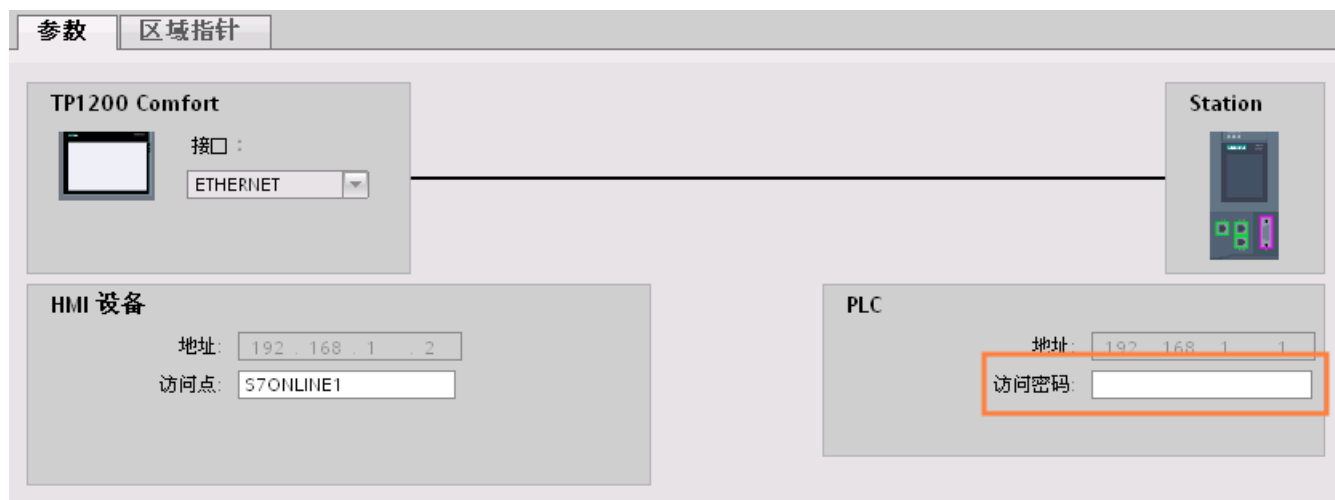 参数 区域指针
TP1200 Comfort
接口 :
ETHERNET
Station
HMI 设备
地址: 192 . 168 . 1 . 2
访问点: S7ONLINE1
PLC
地址: 192 . 168 . 1 . 1
访问密码: